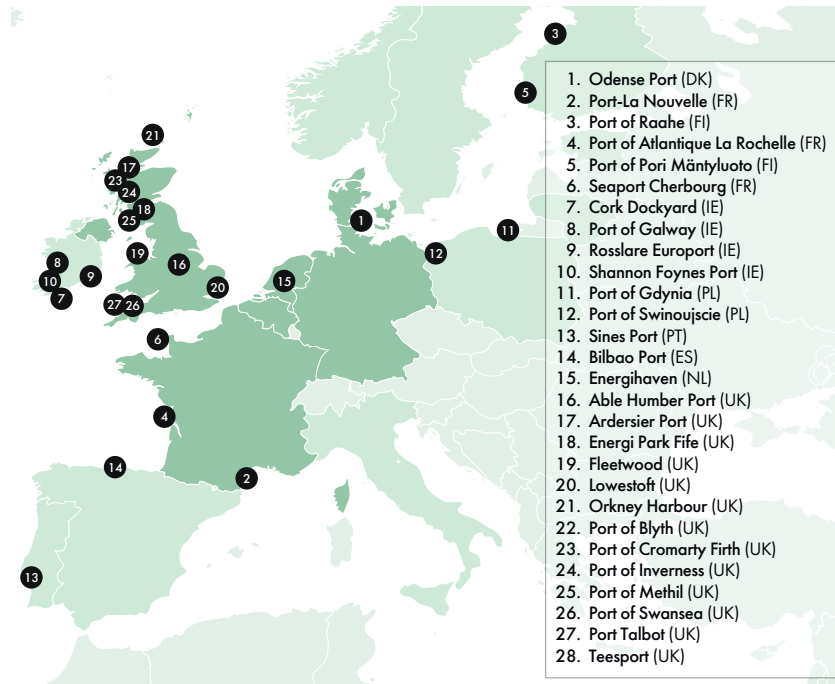 3
5
21
17
23
24
18
25
1
11
8
19
12
16
9
10
15
20
7
27
26
6
4
14
2
13
1. Odense Port (DK)
2. Port-La Nouvelle (FR)
3. Port of Raahe (FI)
4. Port of Atlantique La Rochelle (FR)
5. Port of Pori Mäntyluoto (FI)
6. Seaport Cherbourg (FR)
7. Cork Dockyard (IE)
8. Port of Galway (IE)
9. Rosslare Europort (IE)
10. Shannon Foynes Port (IE)
11. Port of Gdynia (PL)
12. Port of Swinoujscie (PL)
13. Sines Port (PT)
14. Bilbao Port (ES)
15. Energihaven (NL)
16. Able Humber Port (UK)
17. Ardersier Port (UK)
18. Energi Park Fife (UK)
19. Fleetwood (UK)
20. Lowestoft (UK)
21. Orkney Harbour (UK)
22. Port of Blyth (UK)
23. Port of Cromarty Firth (UK)
24. Port of Inverness (UK)
25. Port of Methil (UK)
26. Port of Swansea (UK)
27. Port Talbot (UK)
28. Teesport (UK)